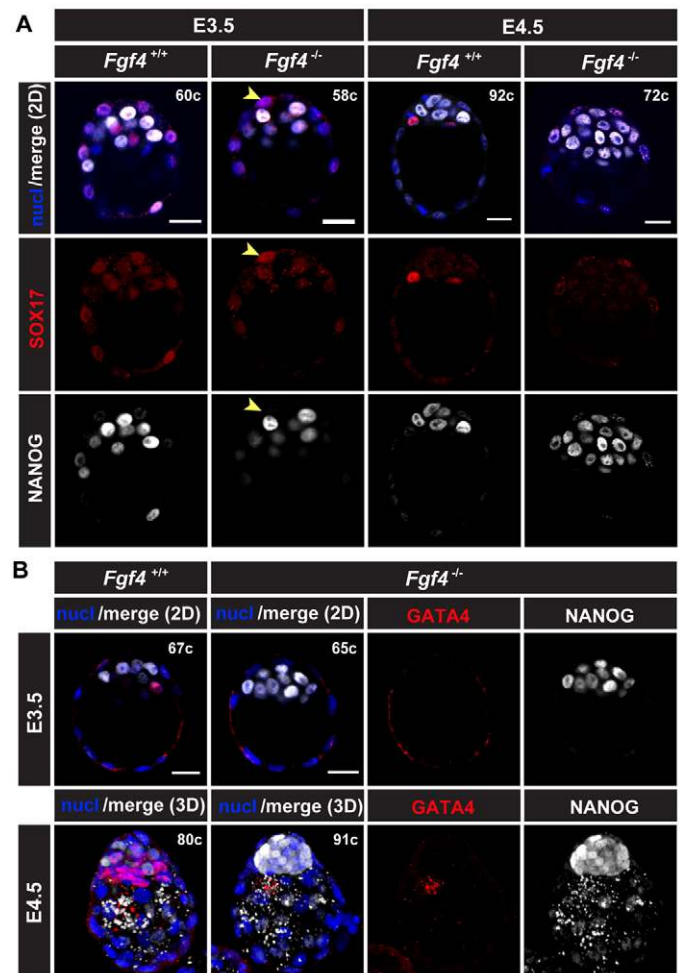 A
E3.5 E4.5
Fgf4 +/+ Fgf4 -/- Fgf4 +/+ Fgf4 -/-
nucl/merge (2D)
60c 58c 92c 72c
SOX17
NANOG
B
Fgf4 +/+ Fgf4 -/-
nucl/merge (2D) nucl/merge (2D) GATA4 NANOG
E3.5
67c 65c
nucl/merge (3D) nucl/merge (3D) GATA4 NANOG
E4.5
80c 91c